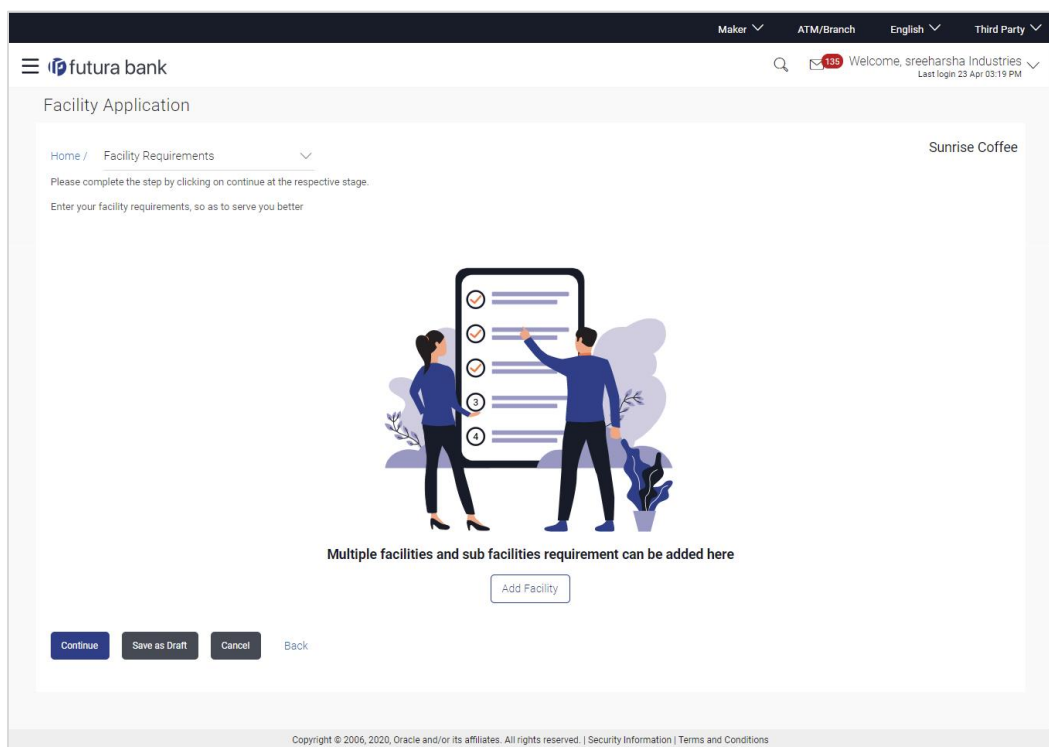 Maker ATM/Branch English Third Party
futura bank 135 Welcome, sreeharsha Industries
Last login 23 Apr 03:19 PM
Facility Application
Home / Facility Requirements Sunrise Coffee
Please complete the step by clicking on continue at the respective stage.
Enter your facility requirements, so as to serve you better
3
4
Multiple facilities and sub facilities requirement can be added here
Add Facility
Continue Save as Draft Cancel Back
Copyright © 2006, 2020, Oracle and/or its affiliates. All rights reserved. | Security Information | Terms and Conditions